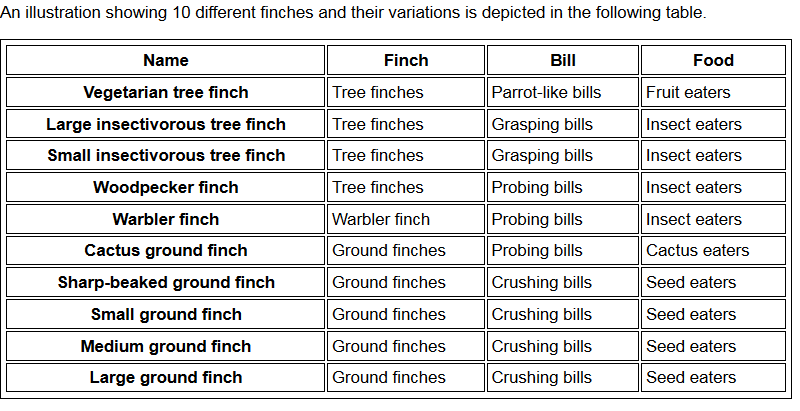 An illustration showing 10 different finches and their variations is depicted in the following table.
Name Finch Bill Food
Vegetarian tree finch Tree finches Parrot-like bills Fruit eaters
Large insectivorous tree finch Tree finches Grasping bills Insect eaters
Small insectivorous tree finch Tree finches Grasping bills Insect eaters
Woodpecker finch Tree finches Probing bills Insect eaters
Warbler finch Warbler finch Probing bills Insect eaters
Cactus ground finch Ground finches Probing bills Cactus eaters
Sharp-beaked ground finch Ground finches Crushing bills Seed eaters
Small ground finch Ground finches Crushing bills Seed eaters
Medium ground finch Ground finches Crushing bills Seed eaters
Large ground finch Ground finches Crushing bills Seed eaters